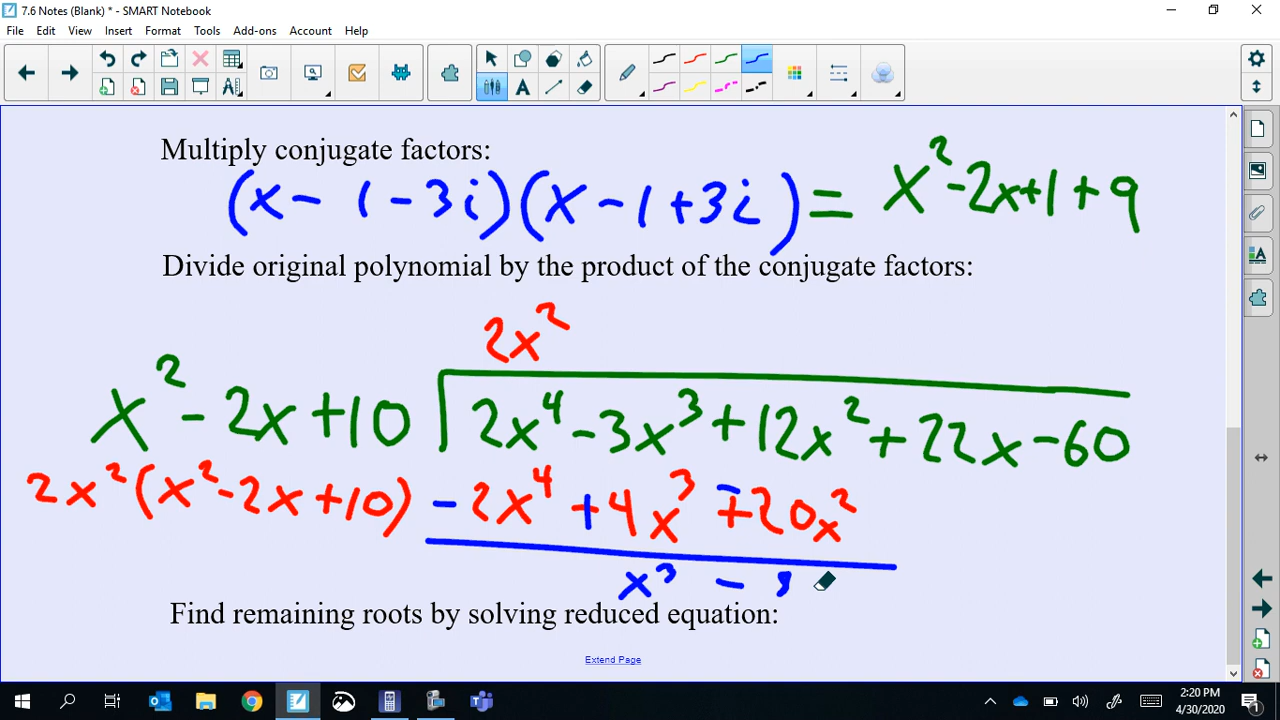 7.6 Notes (Blank) * - SMART Notebook
File Edit View Insert Format Tools Add-ons Account Help
Multiply conjugate factors:
(x - 1 - 3i)(x - 1 + 3i) = x² - 2x + 1 + 9
Divide original polynomial by the product of the conjugate factors:
2x²
x² - 2x + 10 2x⁴ - 3x³ + 12x² + 22x - 60
2x²(x² - 2x + 10) - 2x⁴ + 4x³ ∓ 20x²
x³ - 8
Find remaining roots by solving reduced equation:
Extend Page
2:20 PM
4/30/2020